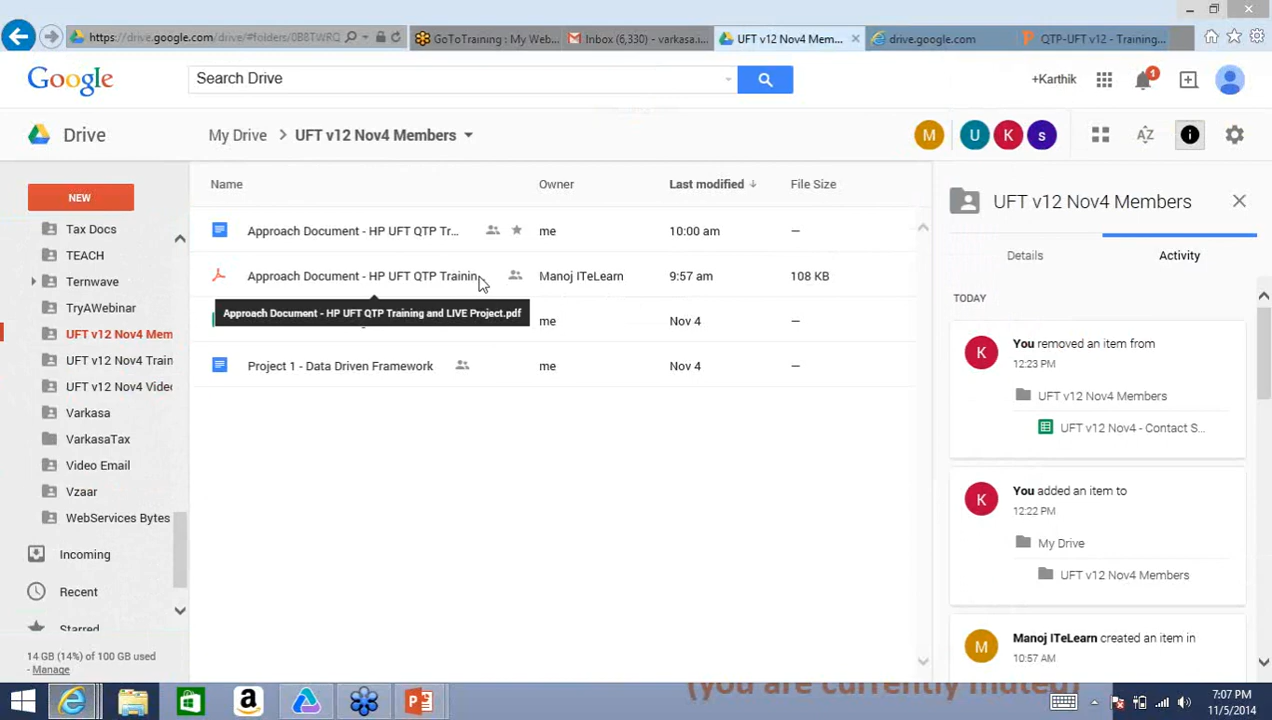 https://drive.google.com/drive/#folders/0B8TWRQ
GoToTraining : My Web...
Inbox (6,330) - varkasa.u...
UFT v12 Nov4 Mem...
drive.google.com
QTP-UFT v12 - Training...
Google
Search Drive
+Karthik
1
Drive
My Drive > UFT v12 Nov4 Members
M
U
K
s
NEW
Tax Docs
TEACH
Ternwave
TryAWebinar
UFT v12 Nov4 Mem
UFT v12 Nov4 Train
UFT v12 Nov4 Videc
Varkasa
VarkasaTax
Video Email
Vzaar
WebServices Bytes
Incoming
Recent
Starred
14 GB (14%) of 100 GB used
- Manage
Name
Owner
Last modified
File Size
Approach Document - HP UFT QTP Tr...
me
10:00 am
—
Approach Document - HP UFT QTP Trainin
Manoj ITeLearn
9:57 am
108 KB
Approach Document - HP UFT QTP Training and LIVE Project.pdf
me
Nov 4
—
Project 1 - Data Driven Framework
me
Nov 4
—
UFT v12 Nov4 Members
Details
Activity
TODAY
K
You removed an item from
12:23 PM
UFT v12 Nov4 Members
UFT v12 Nov4 - Contact S...
K
You added an item to
12:22 PM
My Drive
UFT v12 Nov4 Members
M
Manoj ITeLearn created an item in
10:57 AM
(you are currently muted)
7:07 PM
11/5/2014